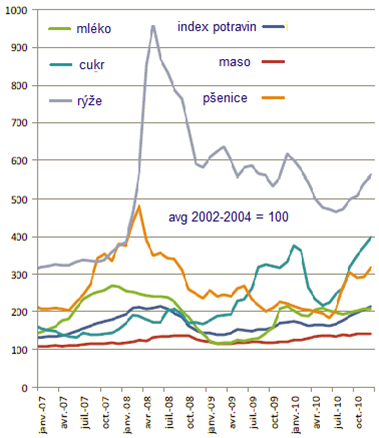 1000
900
800
700
600
500
400
300
200
100
0
mléko
index potravin
cukr
maso
rýže
pšenice
avg 2002-2004 = 100
janv.-07
avr.-07
juil.-07
oct.-07
janv.-08
avr.-08
juil.-08
oct.-08
janv.-09
avr.-09
juil.-09
oct.-09
janv.-10
avr.-10
juil.-10
oct.-10